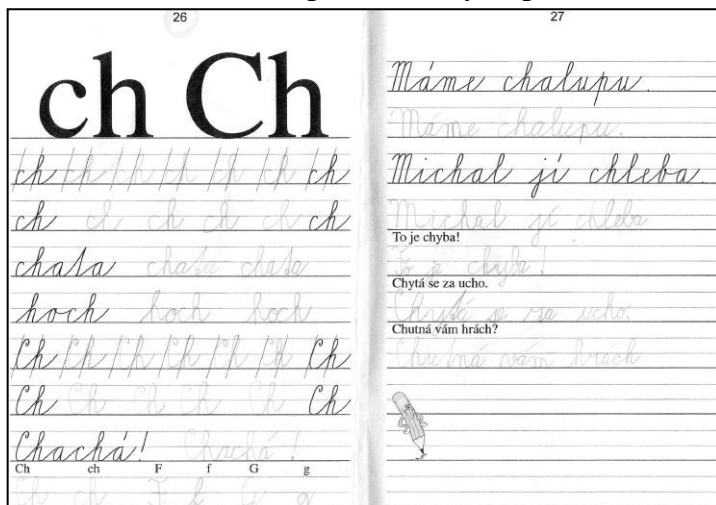 26
ch Ch
ch ch ch ch ch ch ch
ch ch ch ch ch ch
chata chata chata
hoch hoch hoch
Ch Ch Ch Ch Ch Ch Ch
Ch Ch Ch Ch Ch Ch
Chachá! Chachá!
Ch ch F f G g
Ch ch F f G g
27
Máme chalupu.
Máme chalupu.
Michal jí chleba.
Michal jí chleba
To je chyba!
To je chyba!
Chytá se za ucho.
Chytá se za ucho.
Chutná vám hrách?
Chutná vám hrách